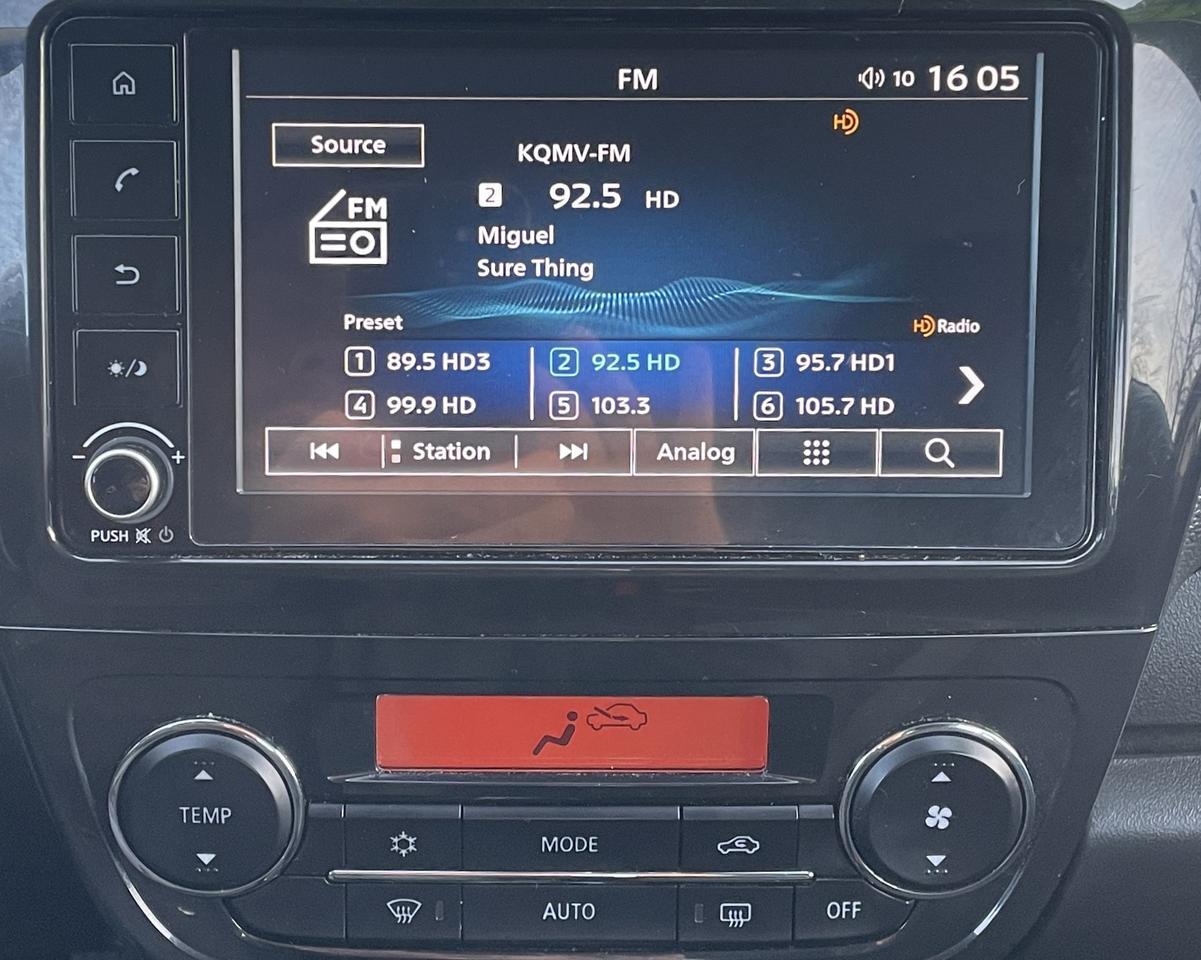 FM 10 16 05
HD
Source
KQMV-FM
2 92.5 HD
FM
Miguel
Sure Thing
Preset
HD Radio
1 89.5 HD3 2 92.5 HD 3 95.7 HD1
4 99.9 HD 5 103.3 6 105.7 HD
Station Analog
- +
PUSH
TEMP
MODE
AUTO OFF